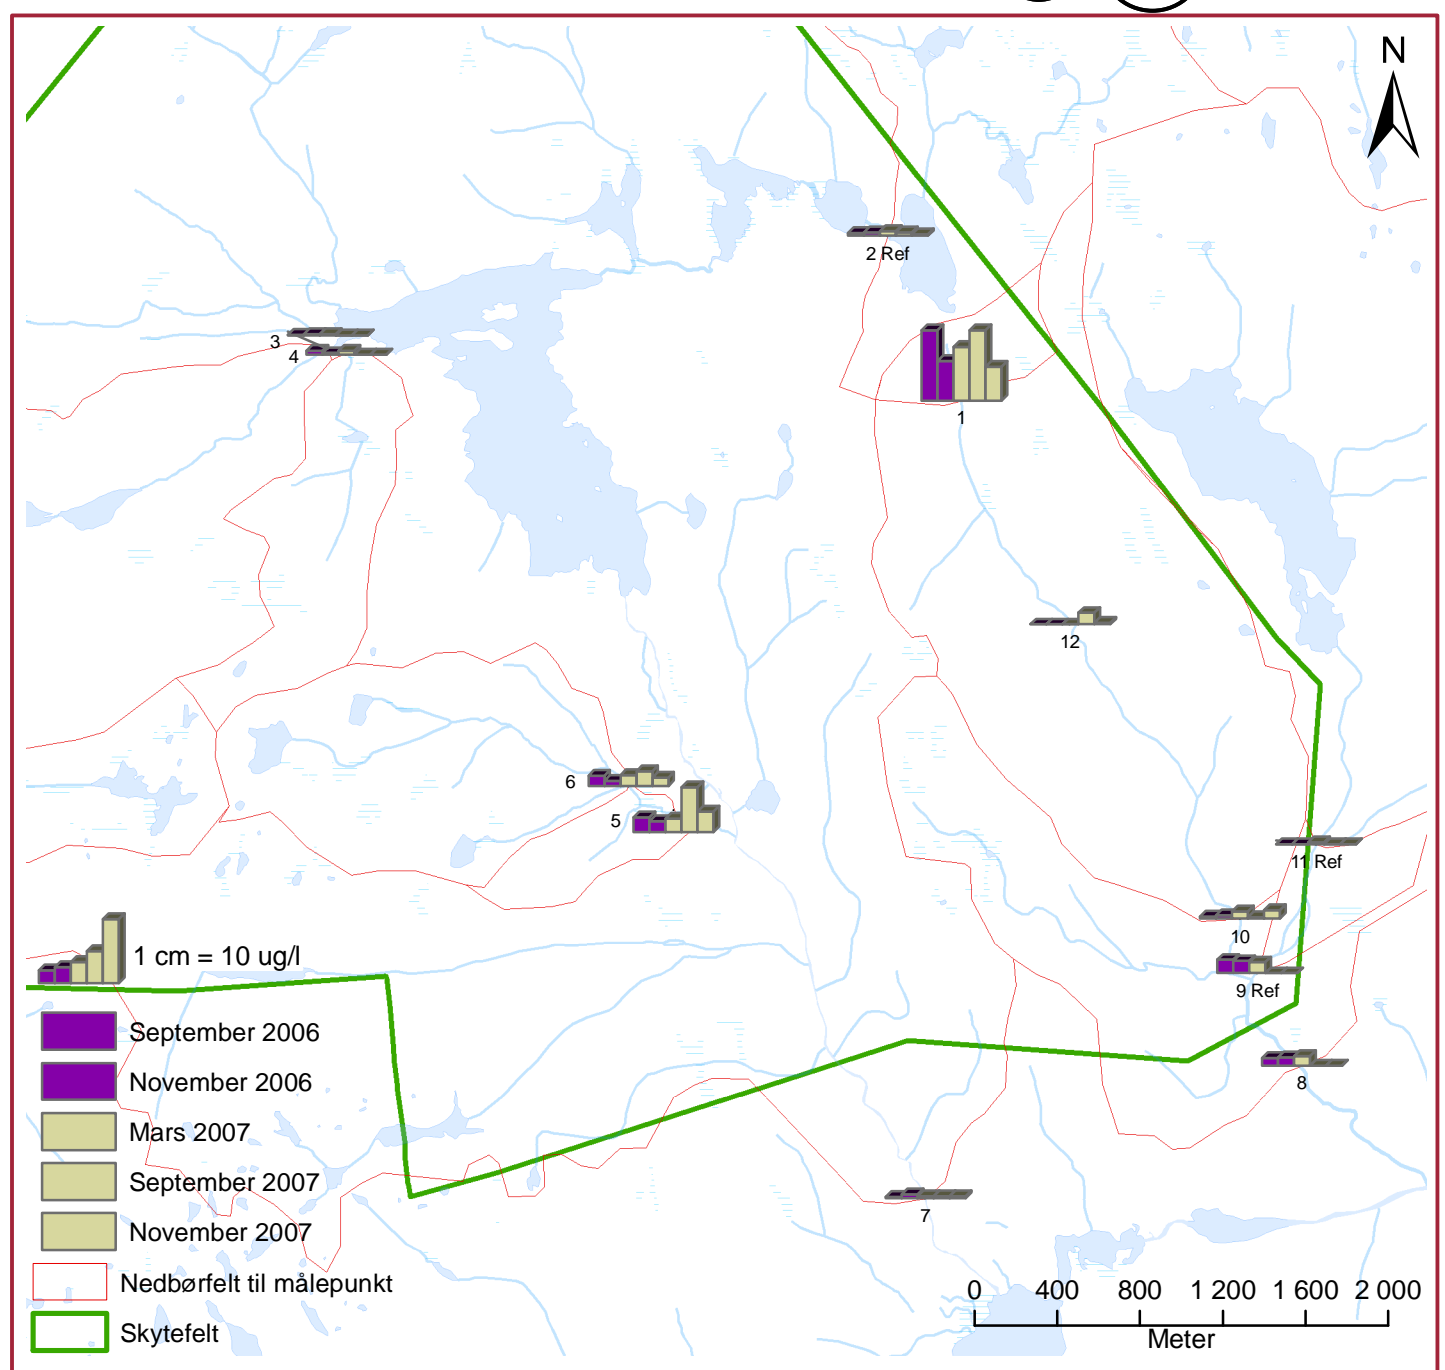 N
2 Ref
3
4
1
12
6
5
11 Ref
10
9 Ref
8
7
1 cm = 10 ug/l
September 2006
November 2006
Mars 2007
September 2007
November 2007
Nedbørfelt til målepunkt
Skytefelt
0 400 800 1 200 1 600 2 000
Meter